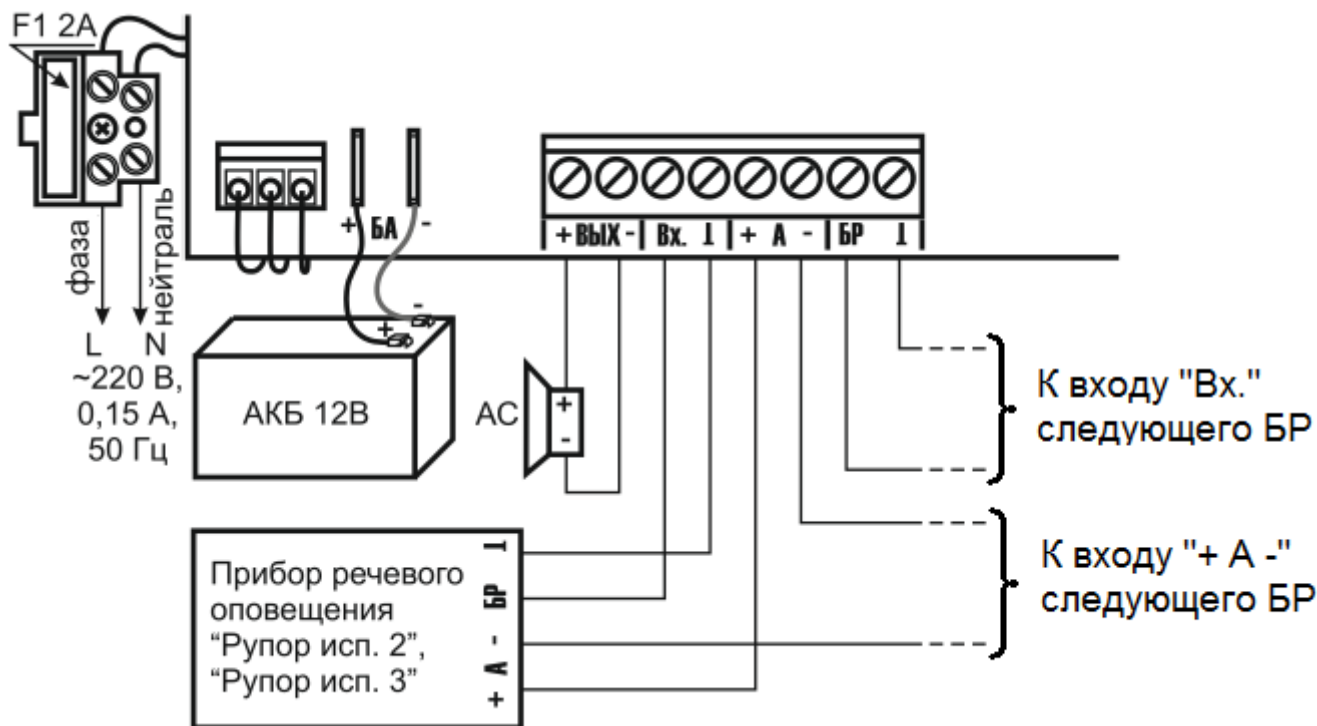 F1 2A
+ БА -
+ ВЫХ - Вх. ⊥ + А - БР ⊥
фаза
нейтраль
L N
~220 В,
0,15 А,
50 Гц
+ -
АКБ 12В
АС
+
-
К входу "Вх."
следующего БР
К входу "+ А -"
следующего БР
Прибор речевого
оповещения
“Рупор исп. 2”,
“Рупор исп. 3”
⊥
БР
+ А -